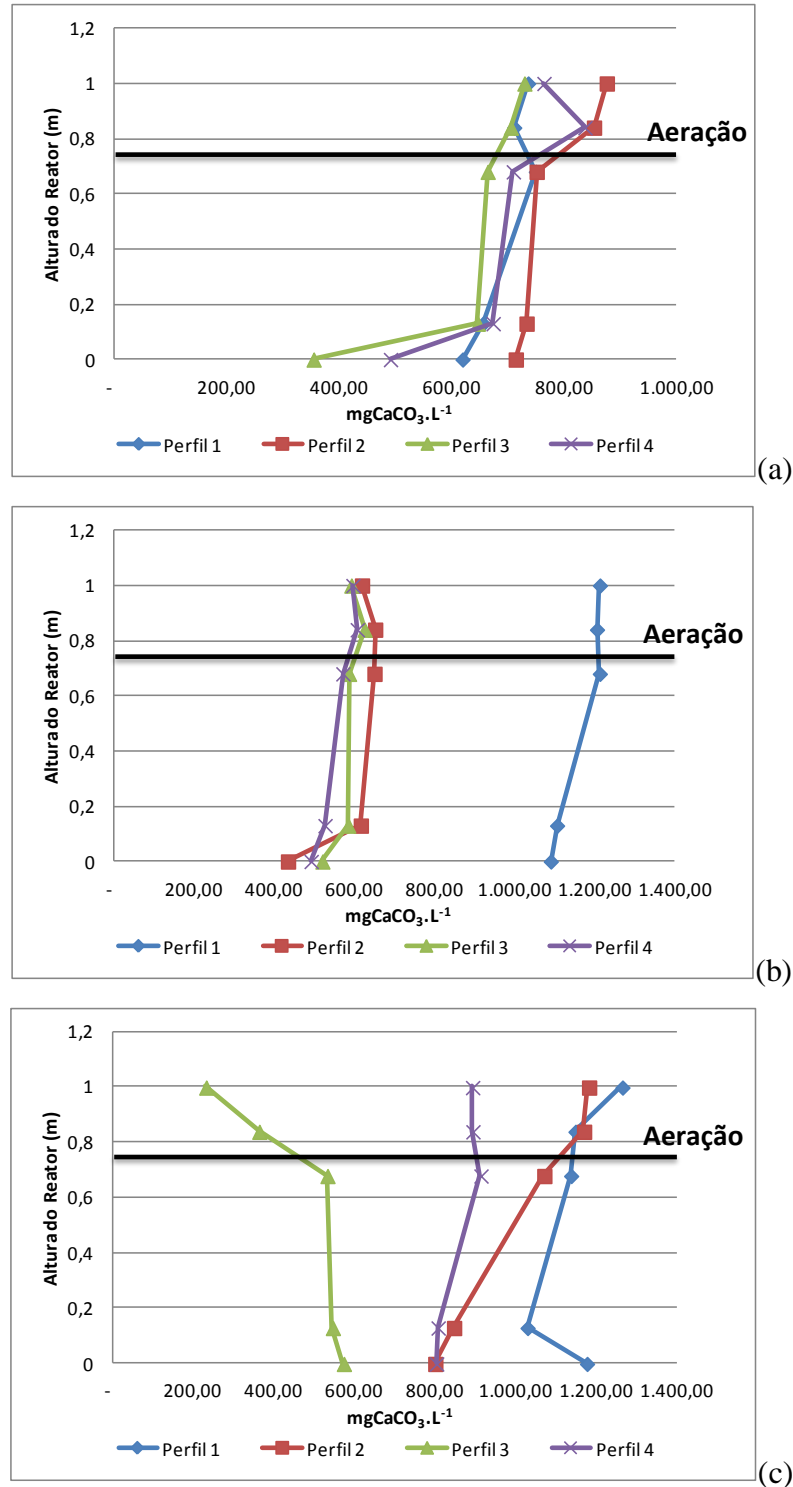 1,2
1
0,8
0,6
0,4
0,2
0
Alturado Reator (m)
Aeração
- 200,00 400,00 600,00 800,00 1.000,00
mgCaCO₃.L⁻¹
Perfil 1 Perfil 2 Perfil 3 Perfil 4
(a)
1,2
1
0,8
0,6
0,4
0,2
0
Alturado Reator (m)
Aeração
- 200,00 400,00 600,00 800,00 1.000,00 1.200,00 1.400,00
mgCaCO₃.L⁻¹
Perfil 1 Perfil 2 Perfil 3 Perfil 4
(b)
1,2
1
0,8
0,6
0,4
0,2
0
Alturado Reator (m)
Aeração
- 200,00 400,00 600,00 800,00 1.000,00 1.200,00 1.400,00
mgCaCO₃.L⁻¹
Perfil 1 Perfil 2 Perfil 3 Perfil 4
(c)